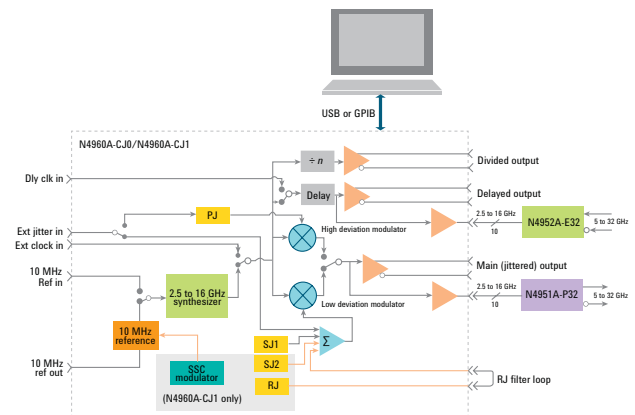 USB or GPIB
N4960A-CJ0/N4960A-CJ1
÷ n
Divided output
Dly clk in
Delay
Delayed output
PJ
2.5 to 16 GHz
10
N4952A-E32
5 to 32 GHz
Ext jitter in
Ext clock in
High deviation modulator
10 MHz
Ref in
2.5 to 16 GHz
synthesizer
Main (jittered) output
2.5 to 16 GHz
10
N4951A-P32
5 to 32 GHz
Low deviation modulator
10 MHz
reference
SJ1
Σ
SJ2
10 MHz
ref out
SSC
modulator
RJ
RJ filter loop
(N4960A-CJ1 only)